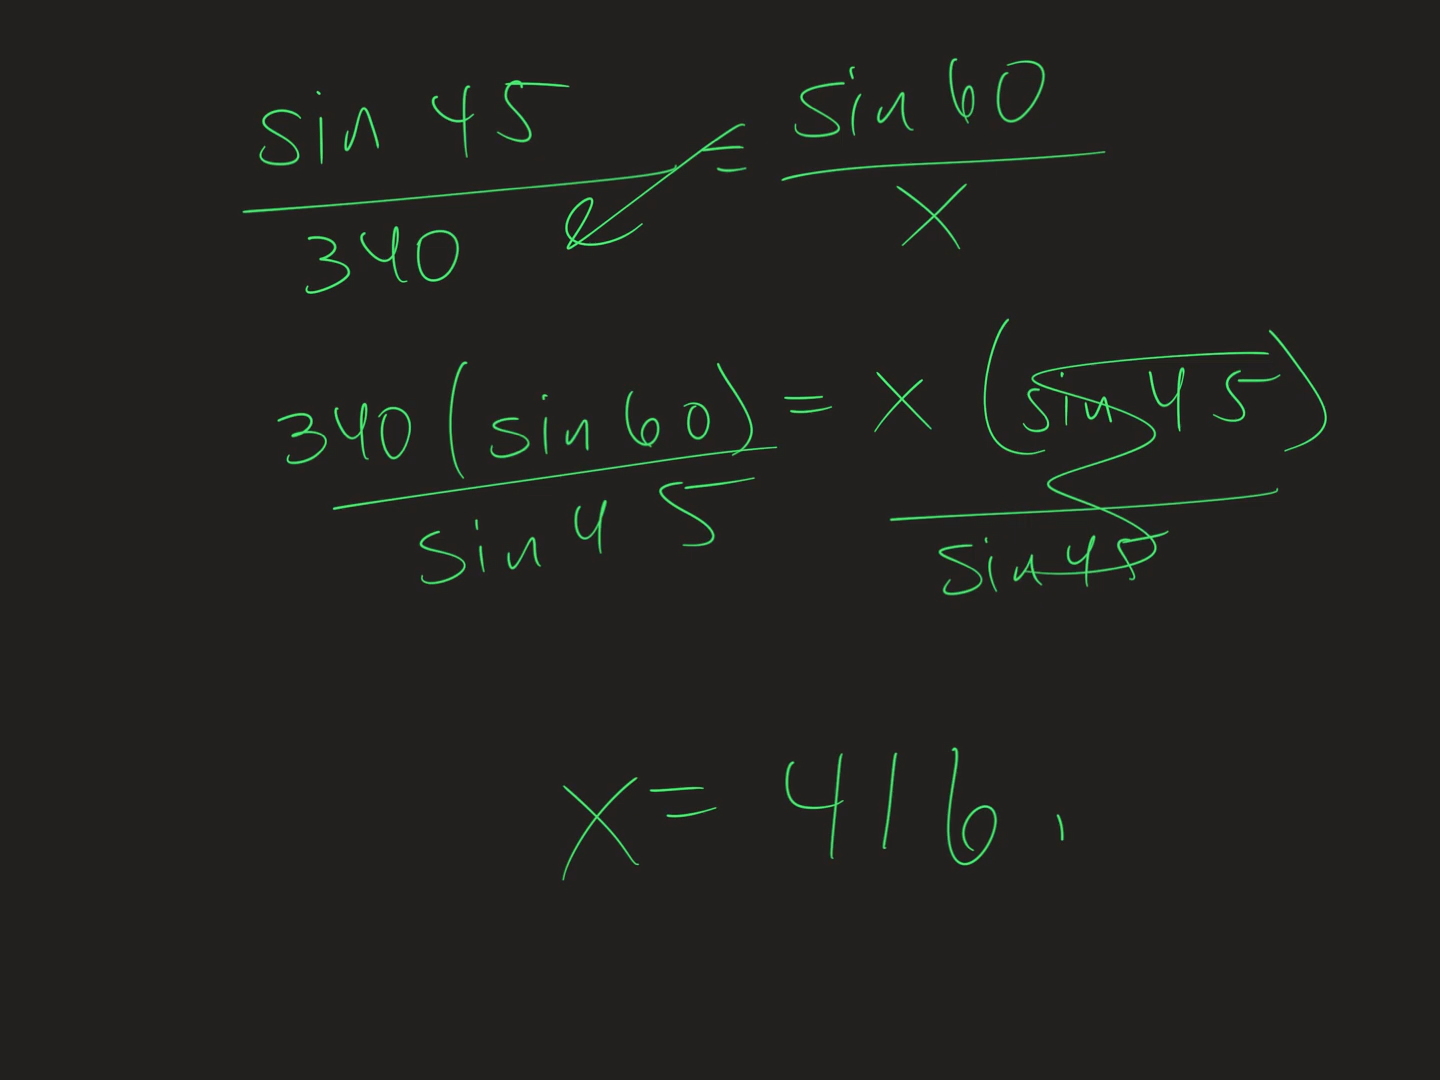 sin 45 = sin 60
340 x
340 (sin 60) = x (sin 45)
sin 45 sin 45
x = 416.